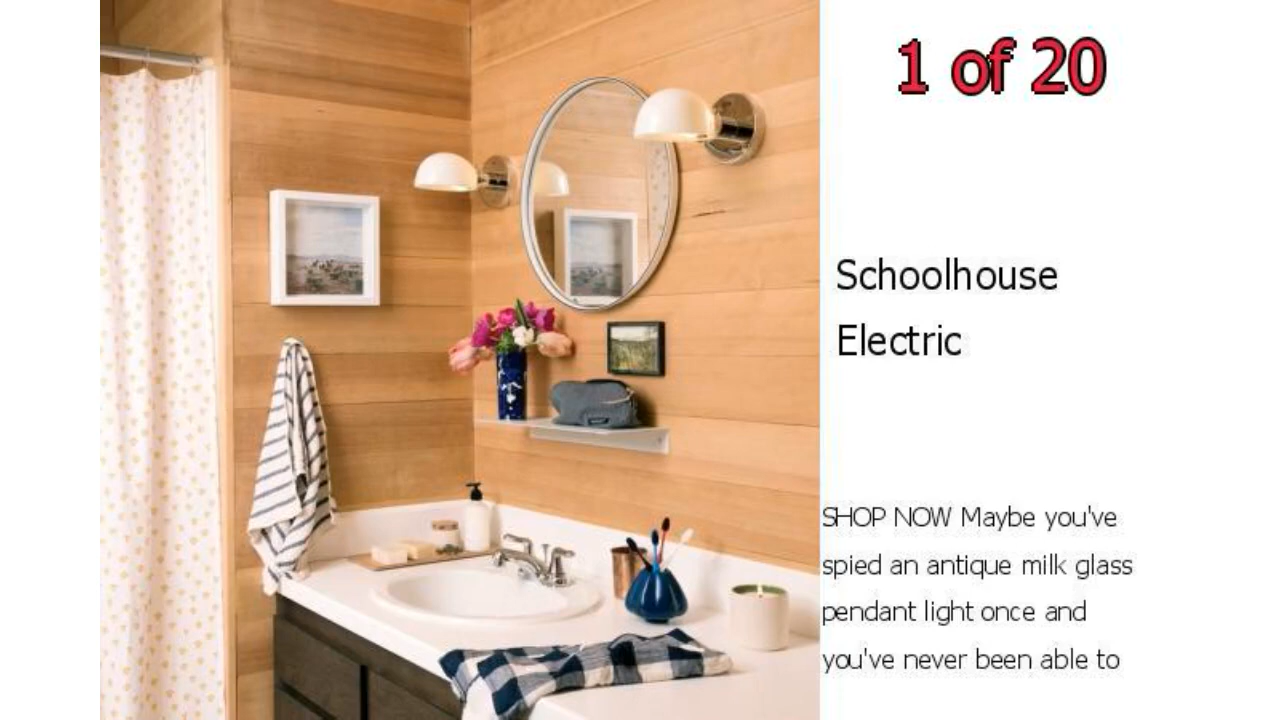 1 of 20
Schoolhouse
Electric
SHOP NOW Maybe you've
spied an antique milk glass
pendant light once and
you've never been able to